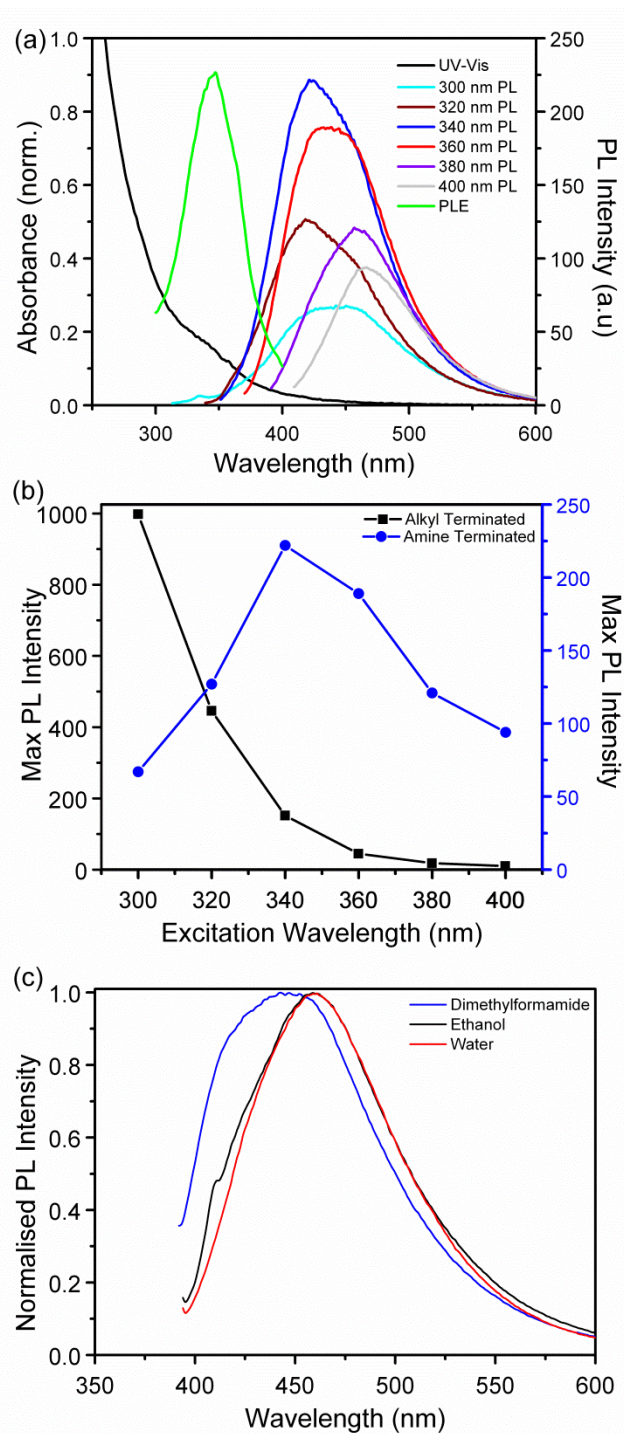 (a)
1.0
0.8
0.6
0.4
0.2
0.0
Absorbance (norm.)
250
200
150
100
50
0
PL Intensity (a.u)
UV-Vis
300 nm PL
320 nm PL
340 nm PL
360 nm PL
380 nm PL
400 nm PL
PLE
300 400 500 600
Wavelength (nm)
(b)
1000
800
600
400
200
0
Max PL Intensity
Alkyl Terminated
Amine Terminated
250
200
150
100
50
0
Max PL Intensity
300 320 340 360 380 400
Excitation Wavelength (nm)
(c)
1.0
0.8
0.6
0.4
0.2
0.0
Normalised PL Intensity
Dimethylformamide
Ethanol
Water
350 400 450 500 550 600
Wavelength (nm)